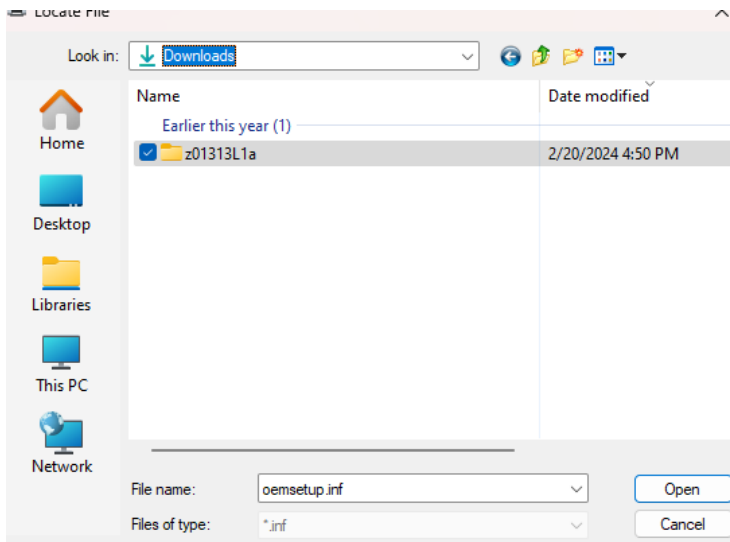 Locate File
Look in:
Downloads
Name
Date modified
Earlier this year (1)
z01313L1a
2/20/2024 4:50 PM
Home
Desktop
Libraries
This PC
Network
File name:
oemsetup.inf
Open
Files of type:
*.inf
Cancel